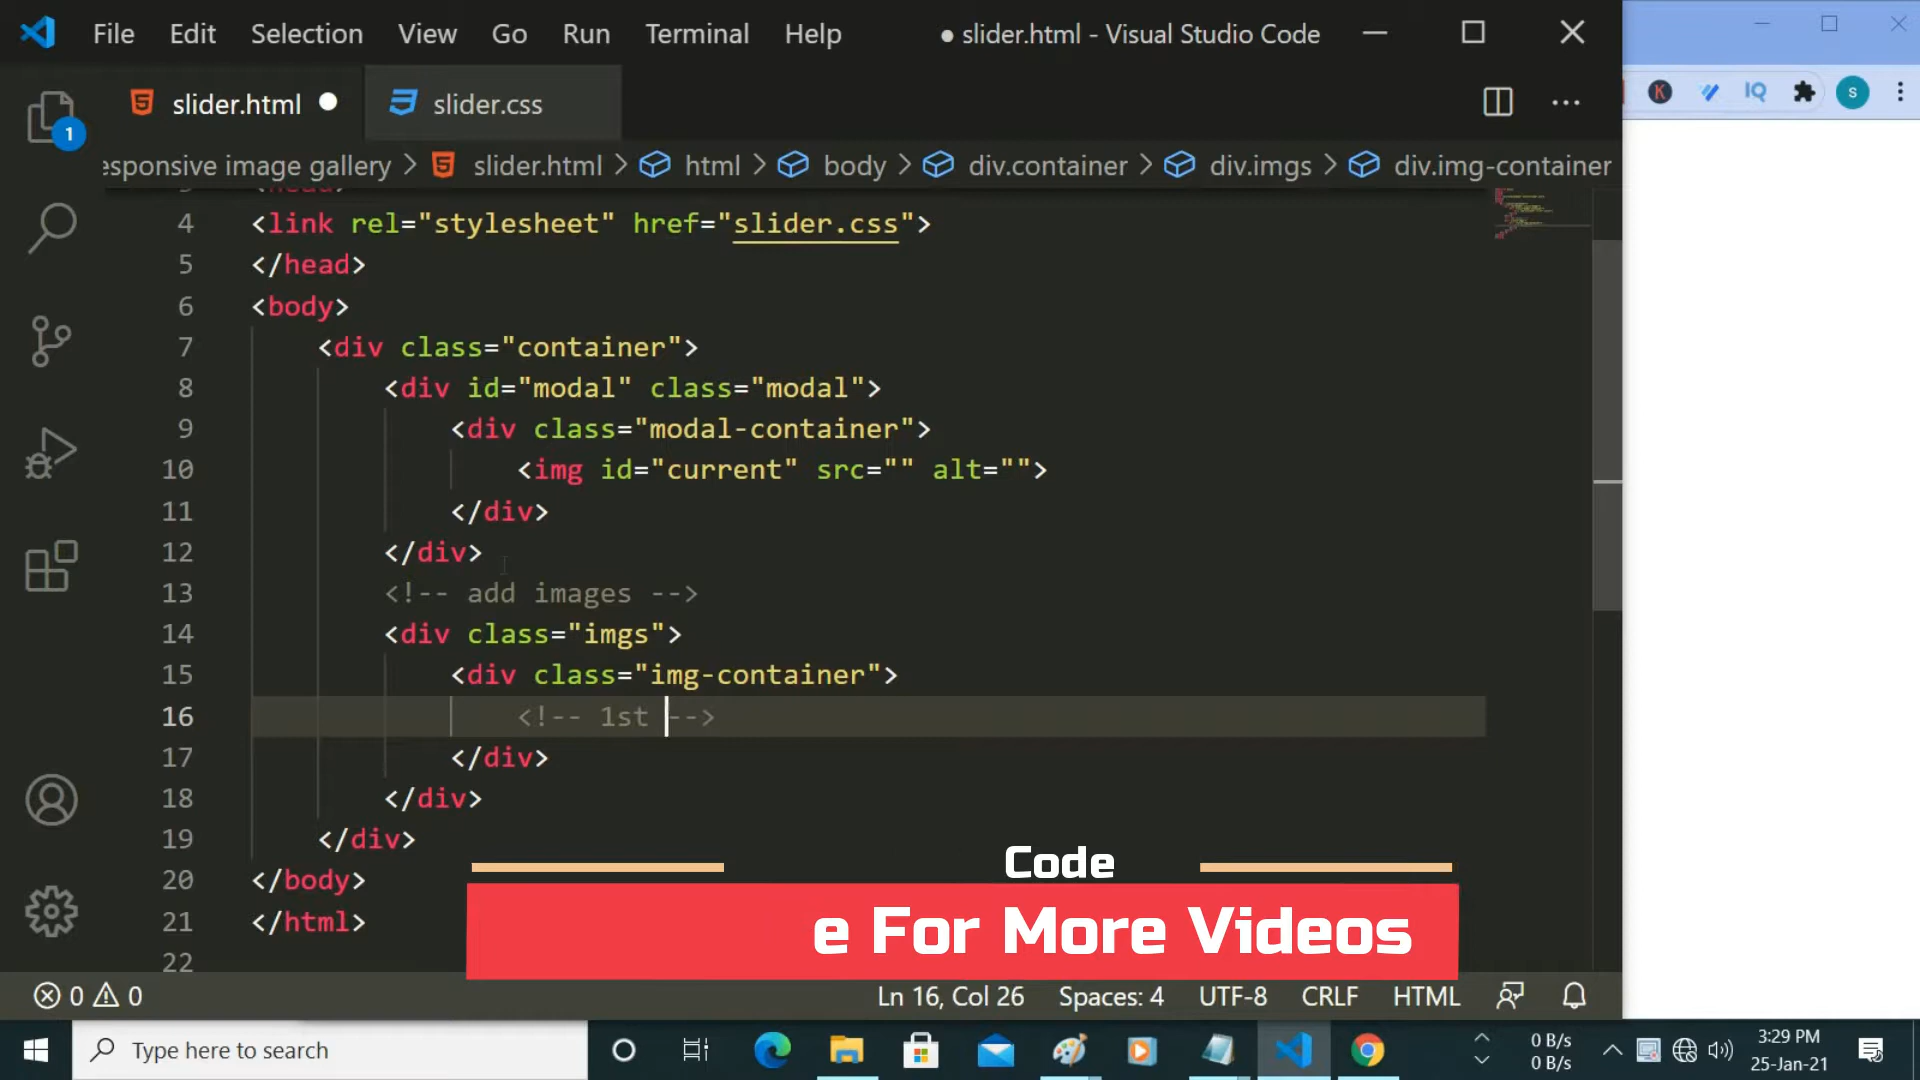 File Edit Selection View Go Run Terminal Help ● slider.html - Visual Studio Code
slider.html slider.css
K IQ s
1
esponsive image gallery > slider.html > html > body > div.container > div.imgs > div.img-container
4 <link rel="stylesheet" href="slider.css">
5 </head>
6 <body>
7 <div class="container">
8 <div id="modal" class="modal">
9 <div class="modal-container">
10 <img id="current" src="" alt="">
11 </div>
12 </div>
13 <!-- add images -->
14 <div class="imgs">
15 <div class="img-container">
16 <!-- 1st -->
17 </div>
18 </div>
19 </div>
20 </body>
21 </html>
22
Code
e For More Videos
0 0 Ln 16, Col 26 Spaces: 4 UTF-8 CRLF HTML
Type here to search
0 B/s
0 B/s
3:29 PM
25-Jan-21